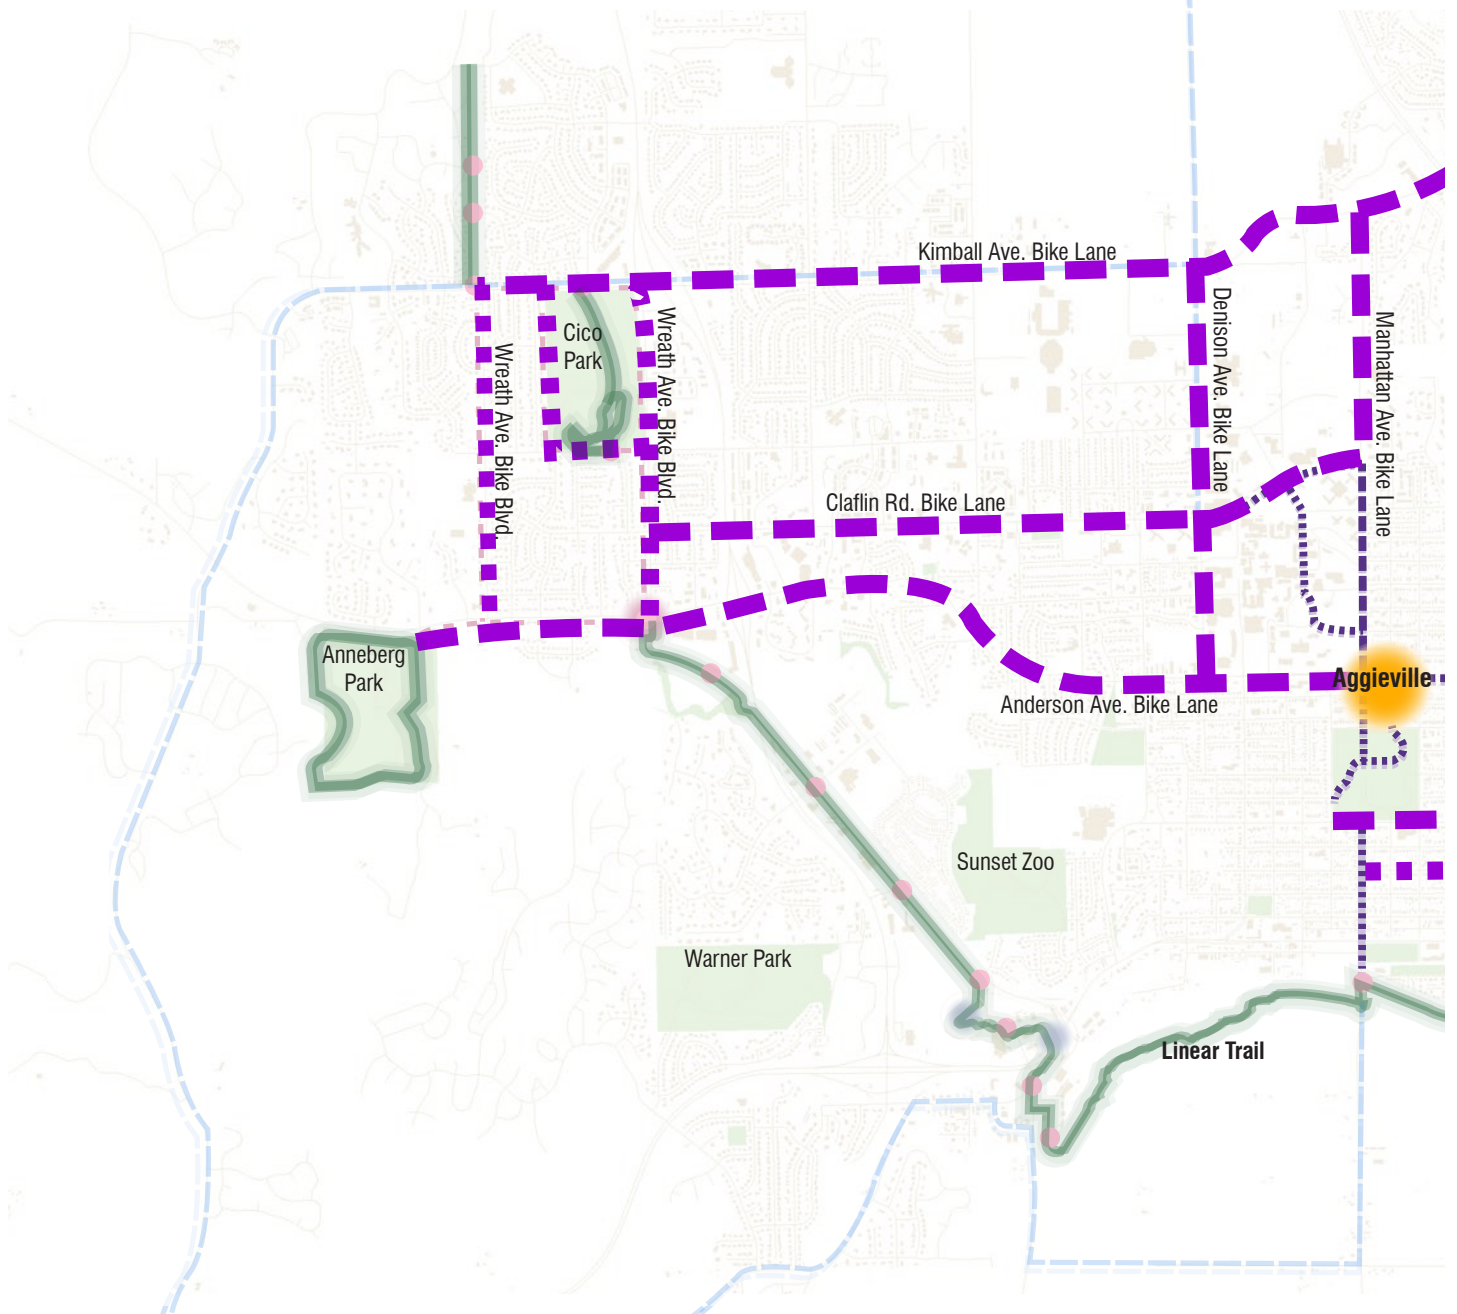 Kimball Ave. Bike Lane
Cico
Park
Wreath Ave. Bike Blvd.
Wreath Ave. Bike Blvd.
Denison Ave. Bike Lane
Manhattan Ave. Bike Lane
Claflin Rd. Bike Lane
Anneberg
Park
Aggieville
Anderson Ave. Bike Lane
Sunset Zoo
Warner Park
Linear Trail